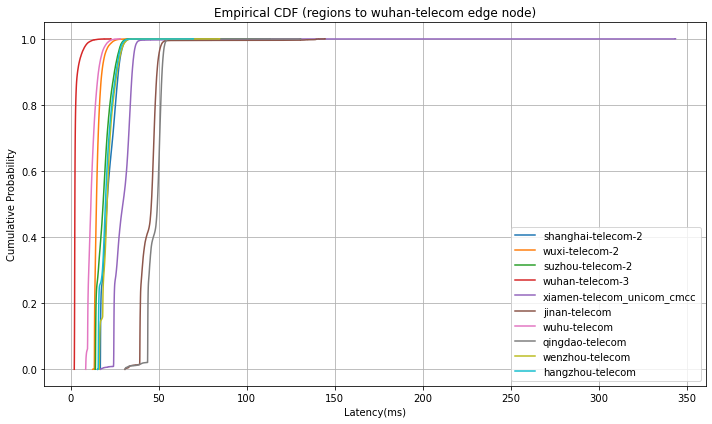 Empirical CDF (regions to wuhan-telecom edge node)
Cumulative Probability
1.0
0.8
0.6
0.4
0.2
0.0
shanghai-telecom-2
wuxi-telecom-2
suzhou-telecom-2
wuhan-telecom-3
xiamen-telecom_unicom_cmcc
jinan-telecom
wuhu-telecom
qingdao-telecom
wenzhou-telecom
hangzhou-telecom
0 50 100 150 200 250 300 350
Latency(ms)